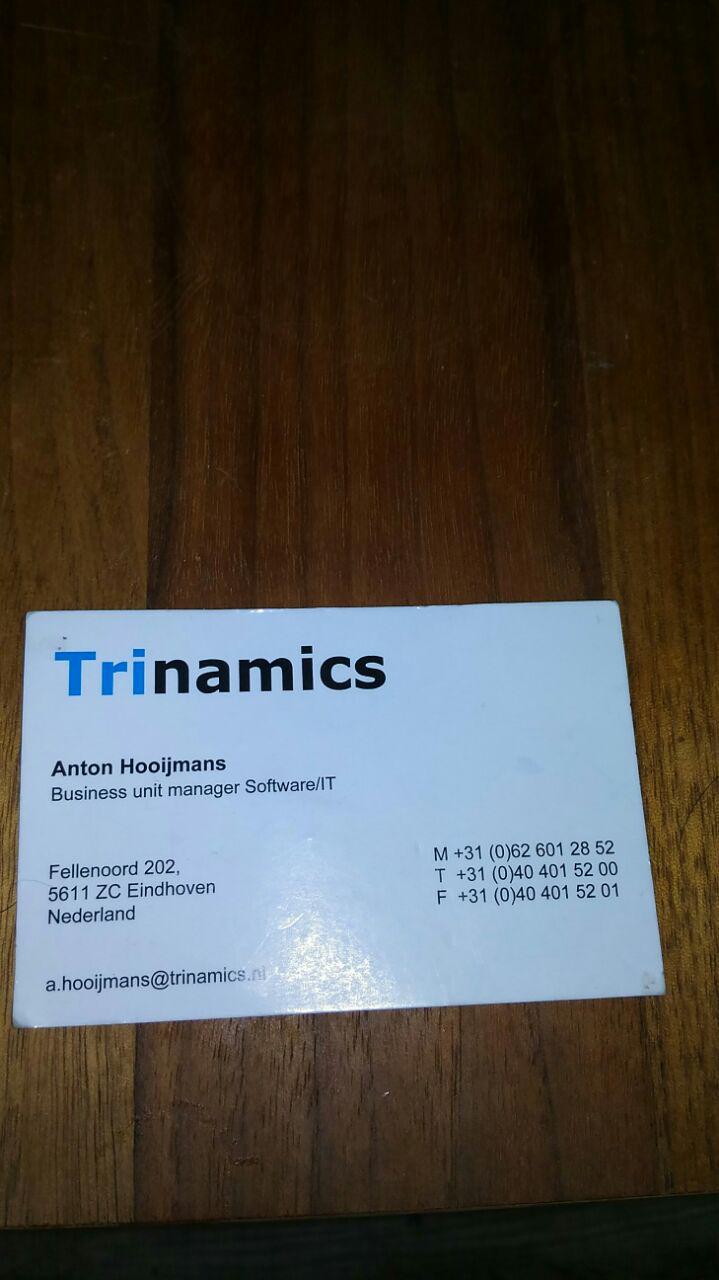 Trinamics
Anton Hooijmans
Business unit manager Software/IT
Fellenoord 202,
5611 ZC Eindhoven
Nederland
M +31 (0)62 601 28 52
T +31 (0)40 401 52 00
F +31 (0)40 401 52 01
a.hooijmans@trinamics.nl